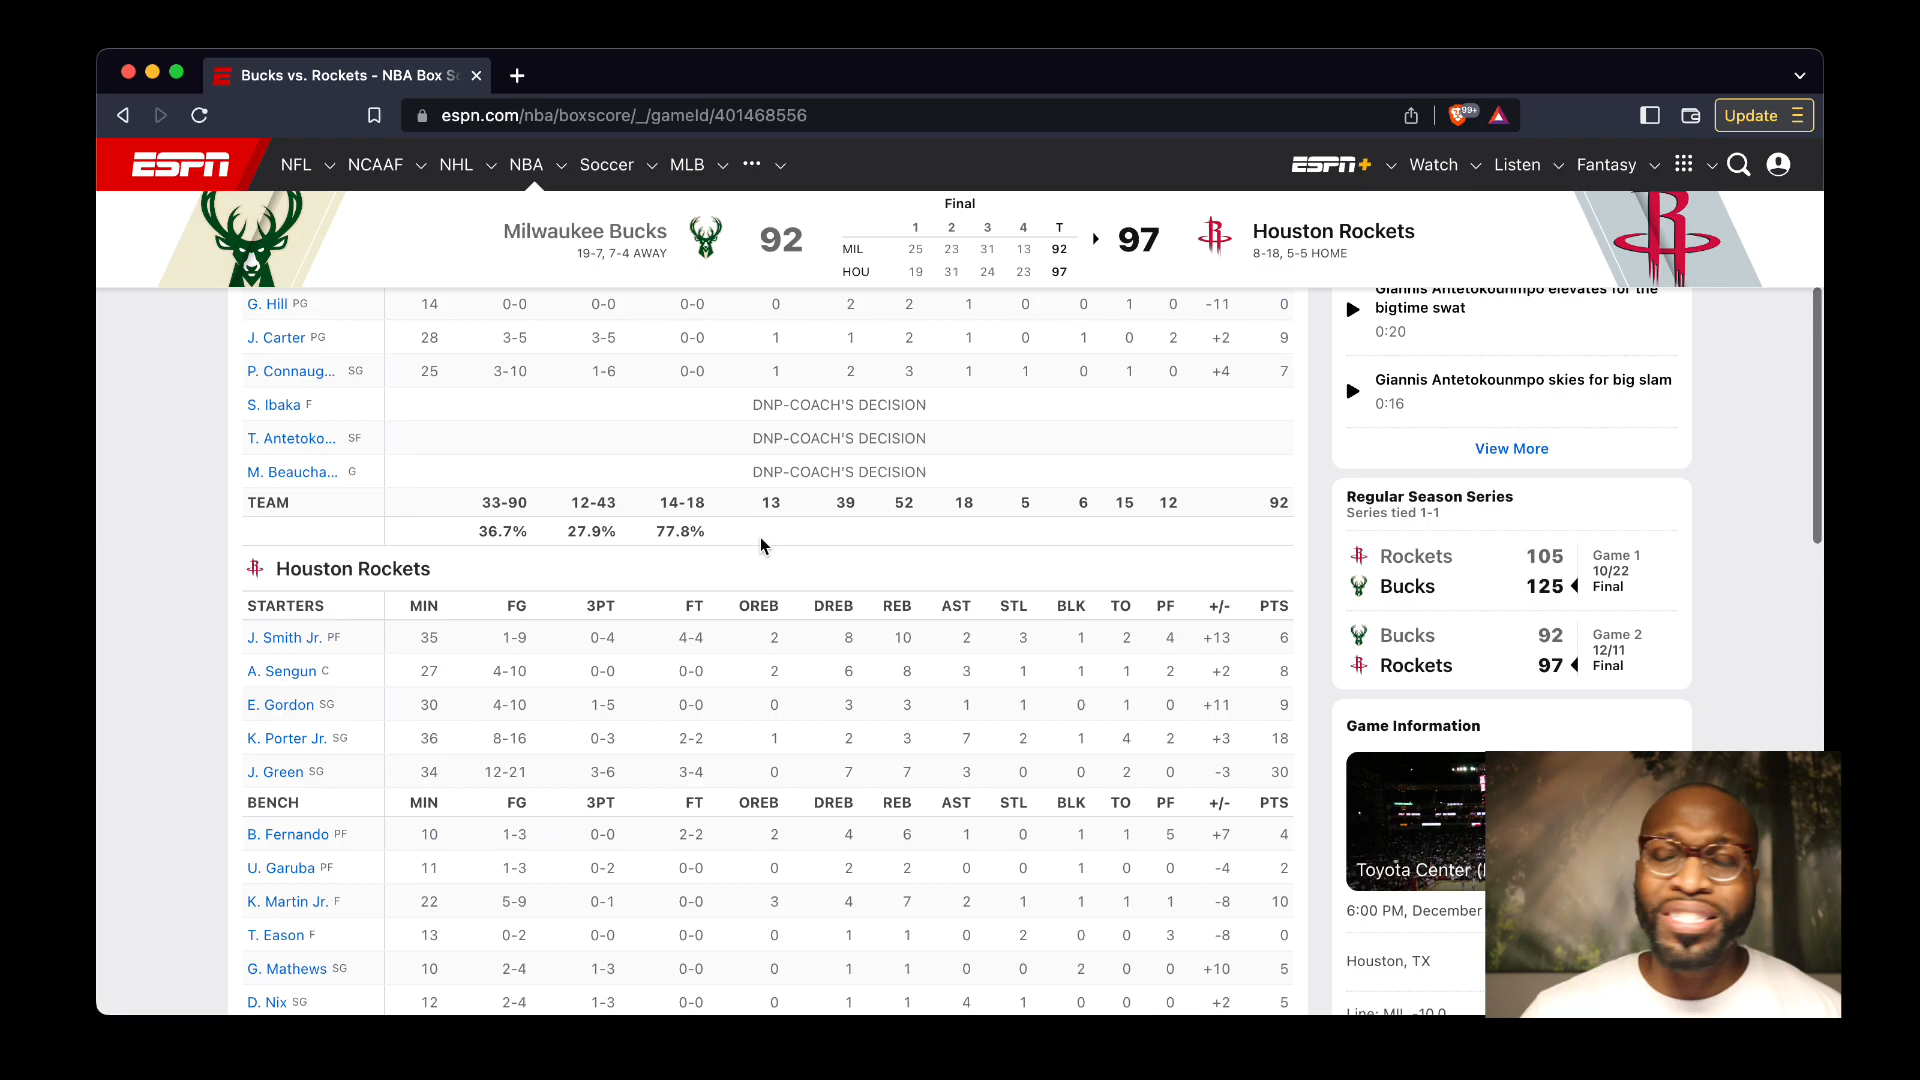 Bucks vs. Rockets - NBA Box Sc
espn.com/nba/boxscore/_/gameId/401468556
99+
Update
ESPN
NFL NCAAF NHL NBA Soccer MLB ••• ESPN+ Watch Listen Fantasy
Milwaukee Bucks
19-7, 7-4 AWAY
92
Final
1 2 3 4 T
MIL 25 23 31 13 92
HOU 19 31 24 23 97
97
Houston Rockets
8-18, 5-5 HOME
G. Hill PG 14 0-0 0-0 0-0 0 2 2 1 0 0 1 0 -11 0
J. Carter PG 28 3-5 3-5 0-0 1 1 2 1 0 1 0 2 +2 9
P. Connaug... SG 25 3-10 1-6 0-0 1 2 3 1 1 0 1 0 +4 7
S. Ibaka F DNP-COACH'S DECISION
T. Antetoko... SF DNP-COACH'S DECISION
M. Beaucha... G DNP-COACH'S DECISION
TEAM 33-90 12-43 14-18 13 39 52 18 5 6 15 12 92
36.7% 27.9% 77.8%
Houston Rockets
STARTERS MIN FG 3PT FT OREB DREB REB AST STL BLK TO PF +/- PTS
J. Smith Jr. PF 35 1-9 0-4 4-4 2 8 10 2 3 1 2 4 +13 6
A. Sengun C 27 4-10 0-0 0-0 2 6 8 3 1 1 1 2 +2 8
E. Gordon SG 30 4-10 1-5 0-0 0 3 3 1 1 0 1 0 +11 9
K. Porter Jr. SG 36 8-16 0-3 2-2 1 2 3 7 2 1 4 2 +3 18
J. Green SG 34 12-21 3-6 3-4 0 7 7 3 0 0 2 0 -3 30
BENCH MIN FG 3PT FT OREB DREB REB AST STL BLK TO PF +/- PTS
B. Fernando PF 10 1-3 0-0 2-2 2 4 6 1 0 1 1 5 +7 4
U. Garuba PF 11 1-3 0-2 0-0 0 2 2 0 0 1 0 0 -4 2
K. Martin Jr. F 22 5-9 0-1 0-0 3 4 7 2 1 1 1 1 -8 10
T. Eason F 13 0-2 0-0 0-0 0 1 1 0 2 0 0 3 -8 0
G. Mathews SG 10 2-4 1-3 0-0 0 1 1 0 0 2 0 0 +10 5
D. Nix SG 12 2-4 1-3 0-0 0 1 1 4 1 0 0 0 +2 5
Giannis Antetokounmpo elevates for the
bigtime swat
0:20
Giannis Antetokounmpo skies for big slam
0:16
View More
Regular Season Series
Series tied 1-1
Rockets 105 Game 1
10/22
Bucks 125 Final
Bucks 92 Game 2
12/11
Rockets 97 Final
Game Information
Toyota Center (
6:00 PM, December
Houston, TX
Line: MIL -10.0